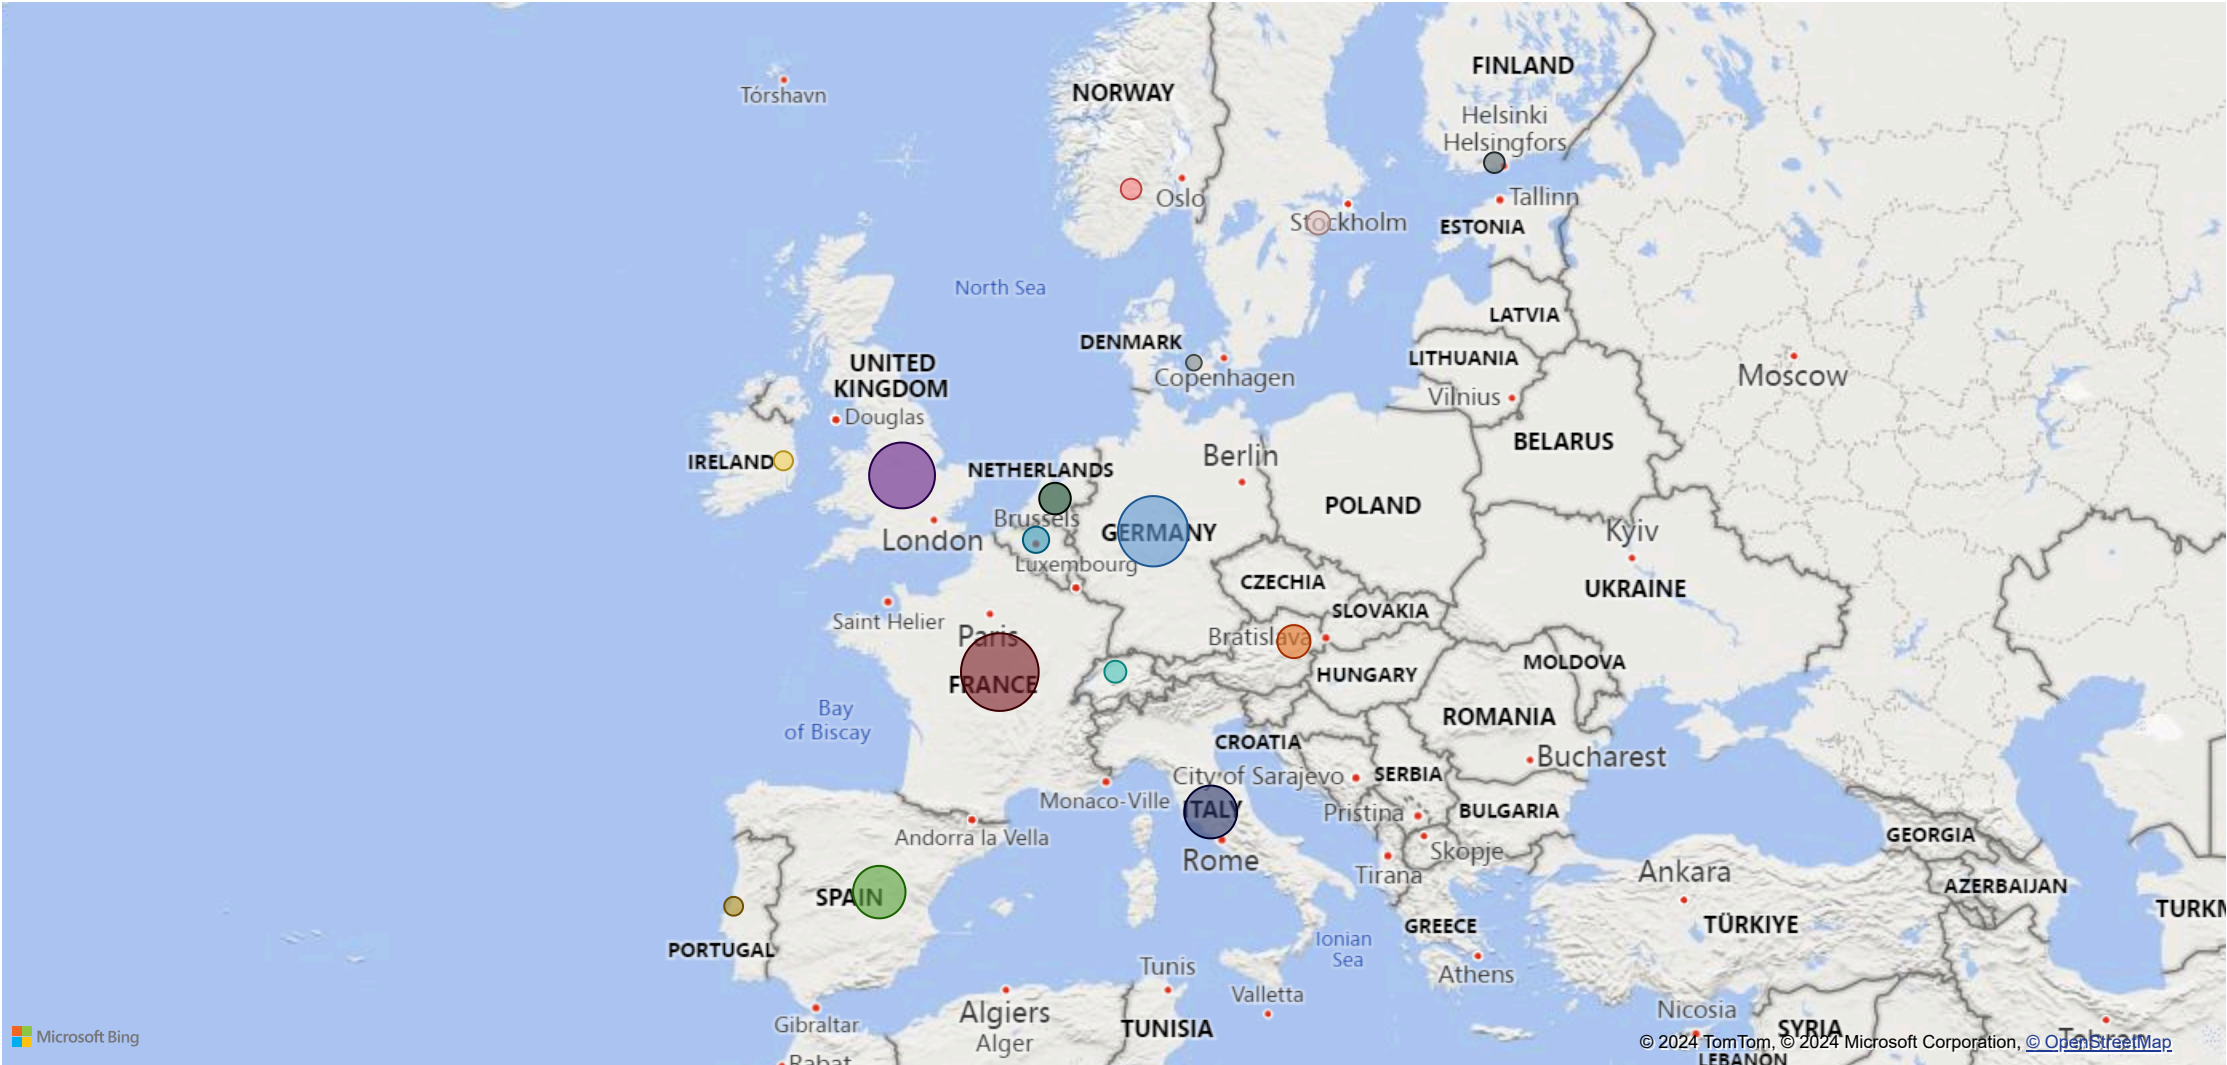 FINLAND
NORWAY
Tórshavn
Helsinki
Helsingfors
Oslo
Tallinn
Stockholm
ESTONIA
North Sea
LATVIA
DENMARK
LITHUANIA
UNITED
KINGDOM
Copenhagen
Moscow
Vilnius
Douglas
BELARUS
Berlin
IRELAND
NETHERLANDS
POLAND
Brussels
GERMANY
Kyiv
London
Luxembourg
CZECHIA
UKRAINE
SLOVAKIA
Saint Helier
Paris
Bratislava
MOLDOVA
HUNGARY
FRANCE
Bay
of Biscay
ROMANIA
CROATIA
Bucharest
City of Sarajevo
SERBIA
Monaco-Ville
ITALY
Pristina
BULGARIA
Andorra la Vella
GEORGIA
Skopje
Rome
Tirana
Ankara
AZERBAIJAN
SPAIN
TURKM
GREECE
TÜRKIYE
PORTUGAL
Ionian
Sea
Tunis
Athens
Valletta
Nicosia
Algiers
Alger
Gibraltar
TUNISIA
SYRIA
Tehran
Microsoft Bing
© 2024 TomTom, © 2024 Microsoft Corporation, © OpenStreetMap
LEBANON
Rabat